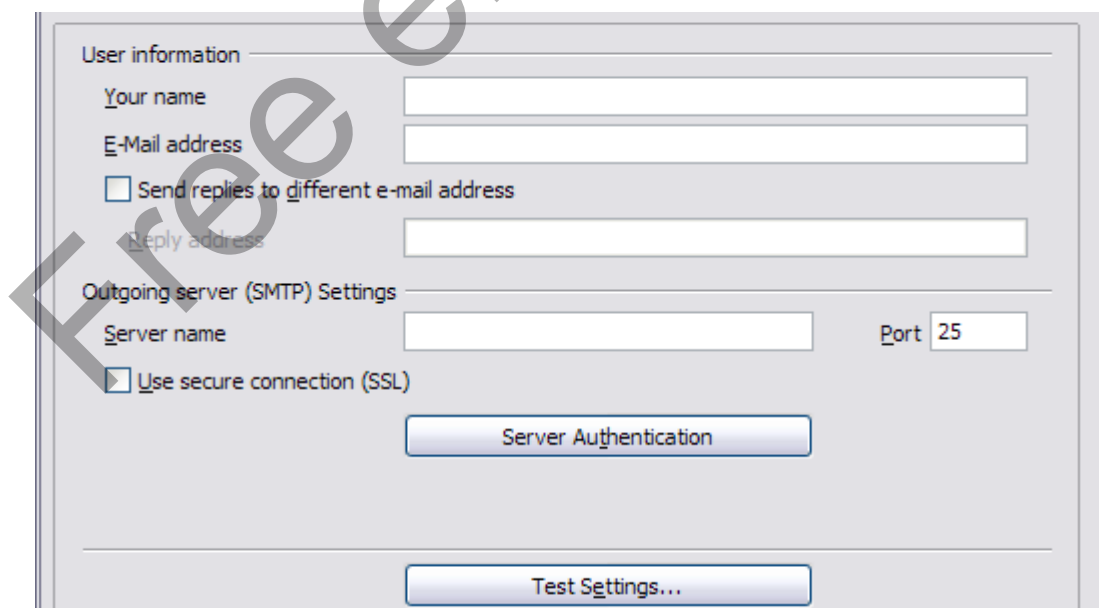 User information
Your name
E-Mail address
Send replies to different e-mail address
Reply address
Outgoing server (SMTP) Settings
Server name
Port 25
Use secure connection (SSL)
Server Authentication
Test Settings...
Free e